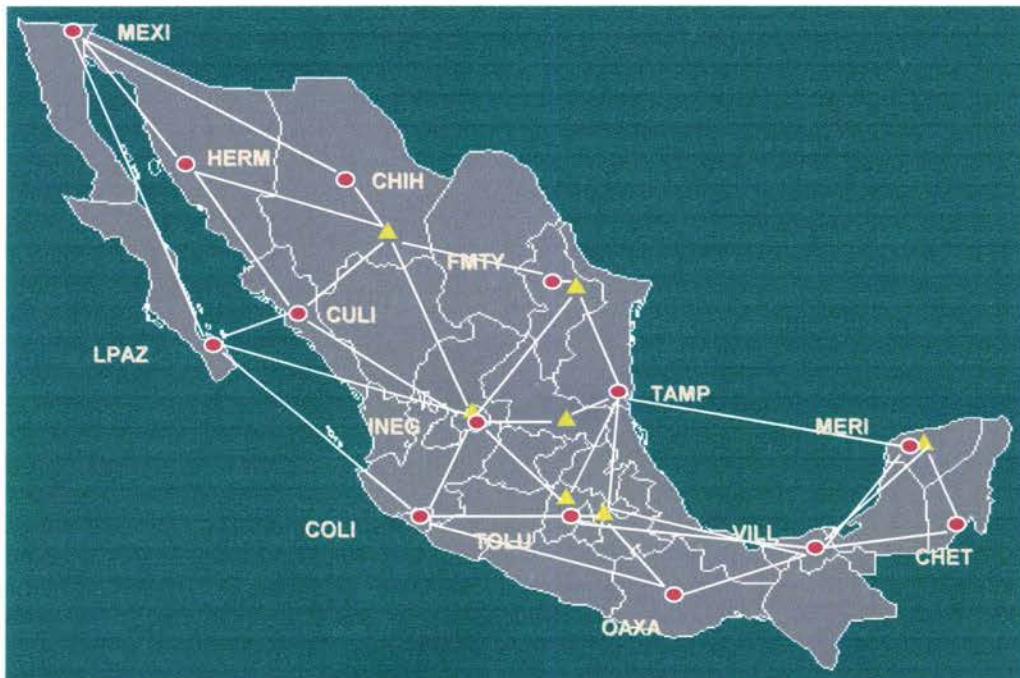 MEXI
HERM
CHIH
FMTY
CULI
LPAZ
TAMP
INEG
MERI
COLI
TOLU
VILL
CHET
OAXA